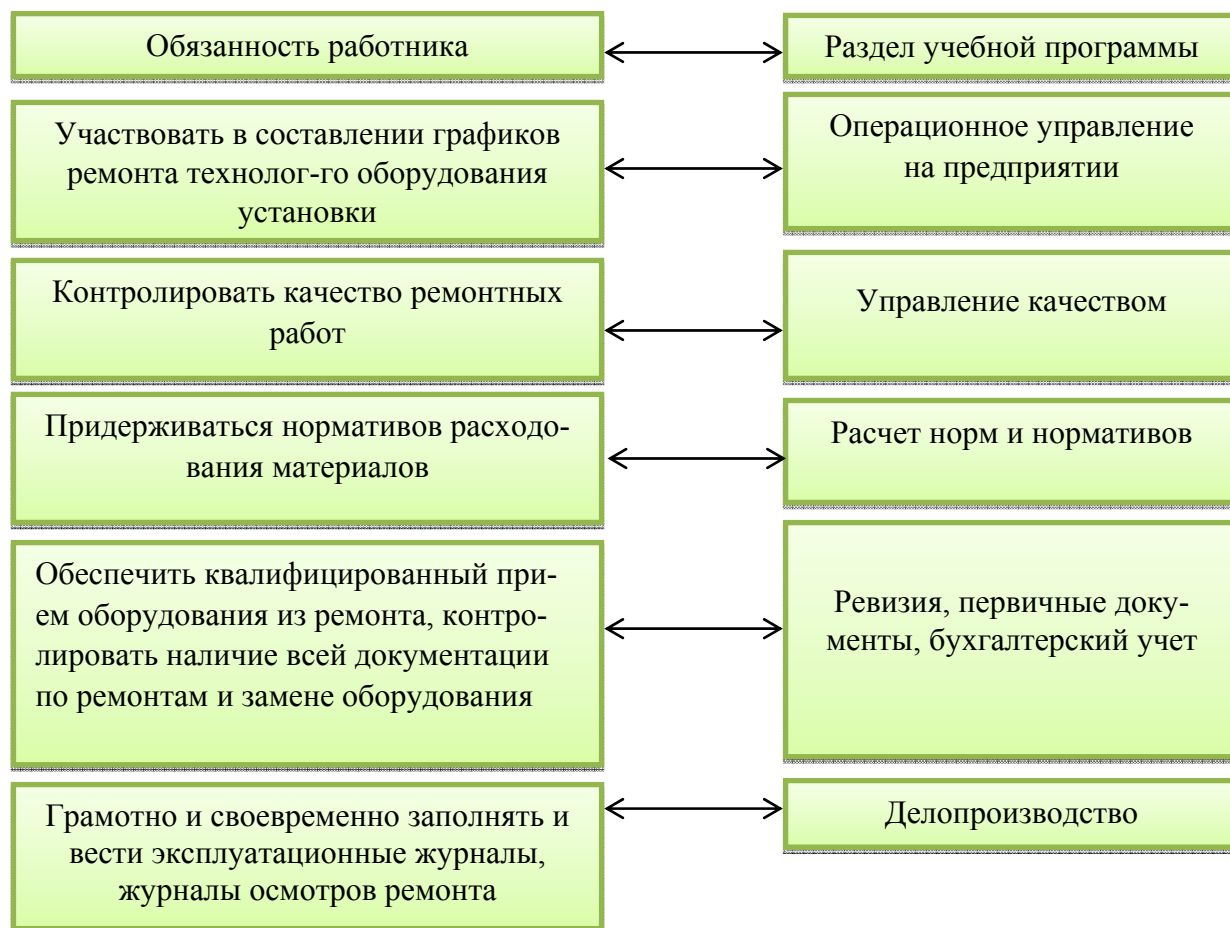 Обязанность работника
Раздел учебной программы
Участвовать в составлении графиков
ремонта технолог-го оборудования
установки
Операционное управление
на предприятии
Контролировать качество ремонтных
работ
Управление качеством
Придерживаться нормативов расходо-
вания материалов
Расчет норм и нормативов
Обеспечить квалифицированный при-
ем оборудования из ремонта, контро-
лировать наличие всей документации
по ремонтам и замене оборудования
Ревизия, первичные доку-
менты, бухгалтерский учет
Грамотно и своевременно заполнять и
вести эксплуатационные журналы,
журналы осмотров ремонта
Делопроизводство